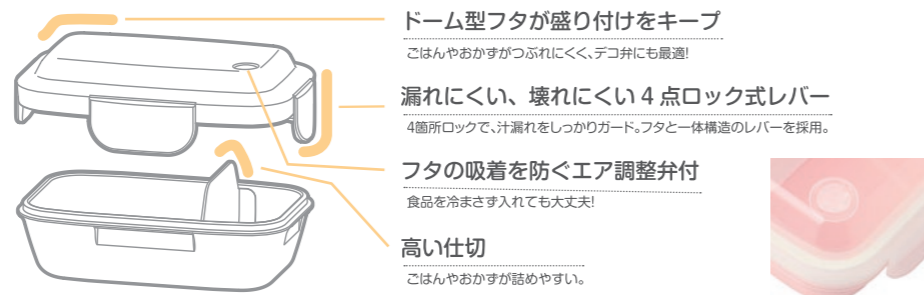 ドーム型フタが盛り付けをキープ
ごはんやおかずがつぶれにくく、デコ弁にも最適!
漏れにくい、壊れにくい4点ロック式レバー
4箇所ロックで、汁漏れをしっかりガード。フタと一体構造のレバーを採用。
フタの吸着を防ぐエア調整弁付
食品を冷まさず入れても大丈夫!
高い仕切
ごはんやおかずが詰めやすい。